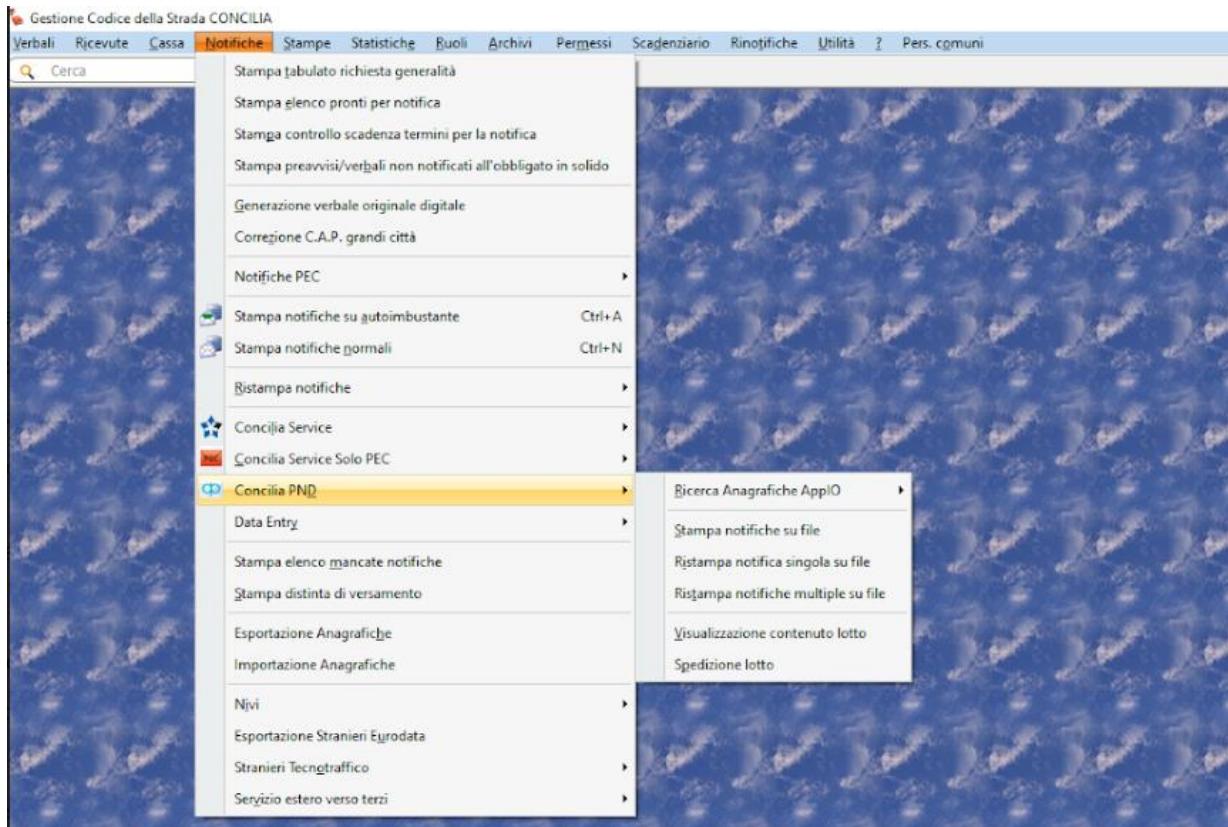 Gestione Codice della Strada CONCILIA
Verbali Ricevute Cassa Notifiche Stampe Statistiche Ruoli Archivi Permessi Scadenziario Rinotifiche Utilità ? Pers. comuni
Cerca
Stampa tabulato richiesta generalità
Stampa elenco pronti per notifica
Stampa controllo scadenza termini per la notifica
Stampa preavvisi/verbali non notificati all'obbligato in solido
Generazione verbale originale digitale
Correzione C.A.P. grandi città
Notifiche PEC
Stampa notifiche su autoimbustante Ctrl+A
Stampa notifiche normali Ctrl+N
Ristampa notifiche
Concilia Service
PEC Concilia Service Solo PEC
Concilia PND
Data Entry
Stampa elenco mancate notifiche
Stampa distinta di versamento
Esportazione Anagrafiche
Importazione Anagrafiche
Nivi
Esportazione Stranieri Eurodata
Stranieri Tecnotraffico
Servizio estero verso terzi
Ricerca Anagrafiche AppIO
Stampa notifiche su file
Ristampa notifica singola su file
Ristampa notifiche multiple su file
Visualizzazione contenuto lotto
Spedizione lotto